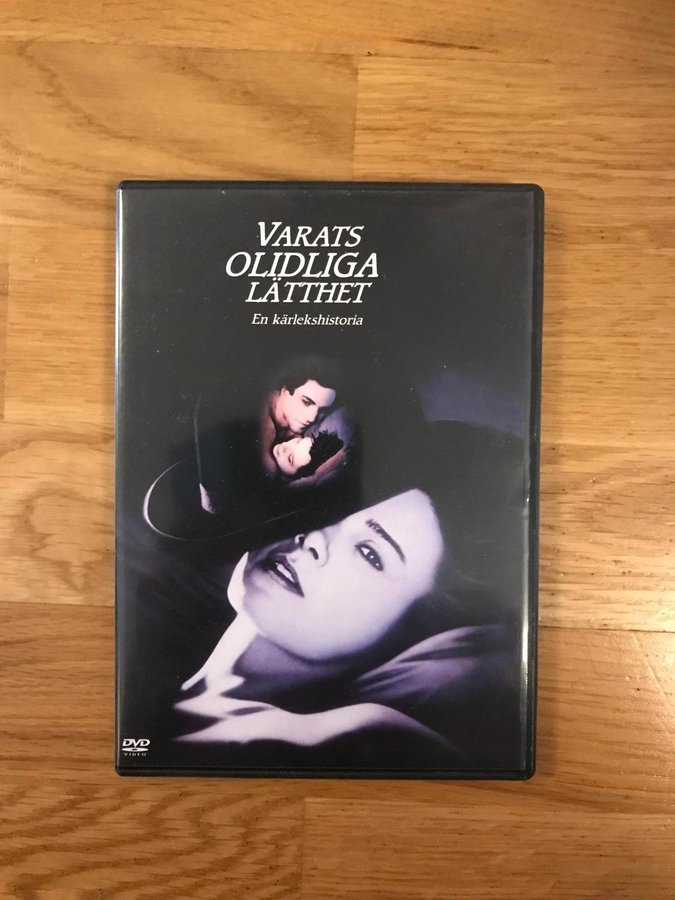 VARATS
OLIDLIGA
LÄTTHET
En kärlekshistoria
DVD
VIDEO